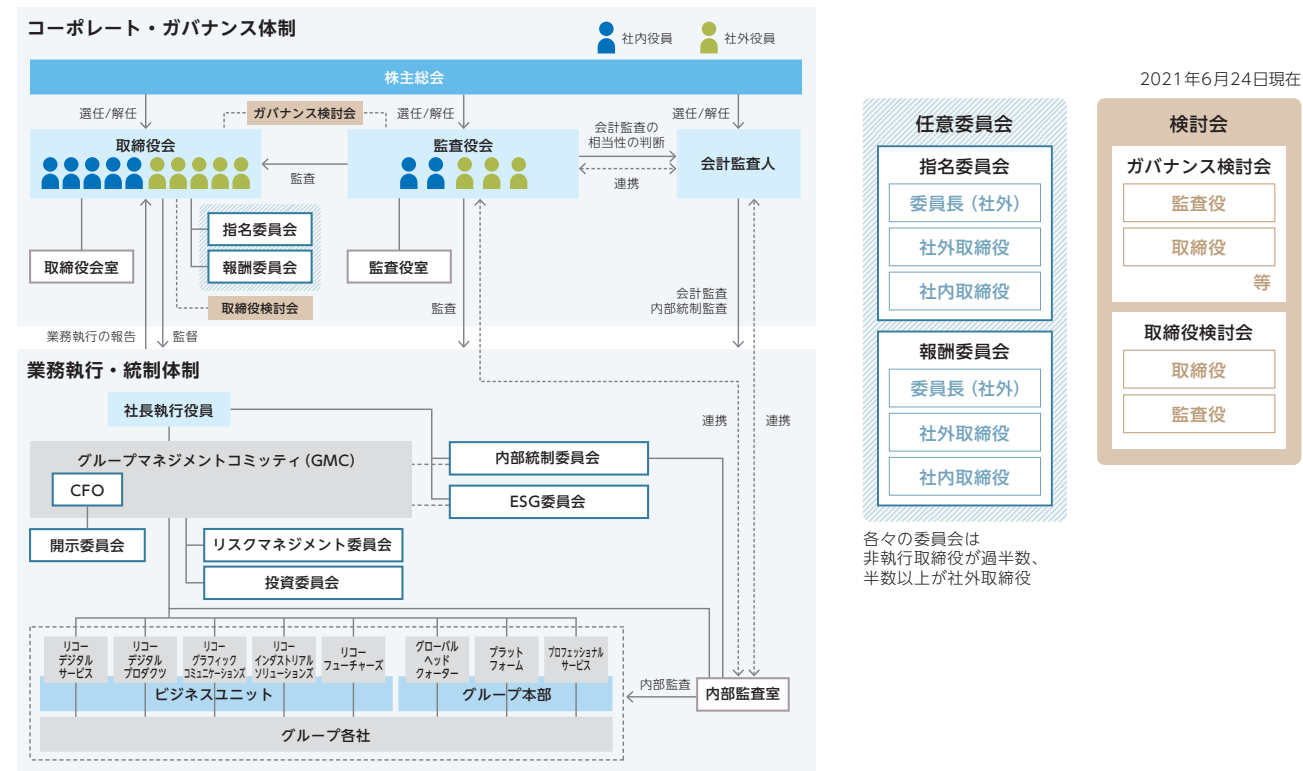 コーポレート・ガバナンス体制
社内役員
社外役員
株主総会
選任/解任
ガバナンス検討会
選任/解任
選任/解任
取締役会
監査役会
会計監査人
監査
会計監査の
相当性の判断
連携
指名委員会
報酬委員会
取締役会室
監査役室
取締役検討会
業務執行の報告
監督
監査
会計監査
内部統制監査
業務執行・統制体制
社長執行役員
グループマネジメントコミッティ(GMC)
CFO
開示委員会
内部統制委員会
ESG委員会
リスクマネジメント委員会
投資委員会
連携
連携
リコー
デジタル
サービス
リコー
デジタル
プロダクツ
リコー
グラフィック
コミュニケーションズ
リコー
インダストリアル
ソリューションズ
リコー
フューチャーズ
グローバル
ヘッド
クォーター
プラット
フォーム
プロフェッショナル
サービス
ビジネスユニット
グループ本部
グループ各社
内部監査
内部監査室
2021年6月24日現在
任意委員会
指名委員会
委員長(社外)
社外取締役
社内取締役
報酬委員会
委員長(社外)
社外取締役
社内取締役
各々の委員会は
非執行取締役が過半数、
半数以上が社外取締役
検討会
ガバナンス検討会
監査役
取締役
等
取締役検討会
取締役
監査役